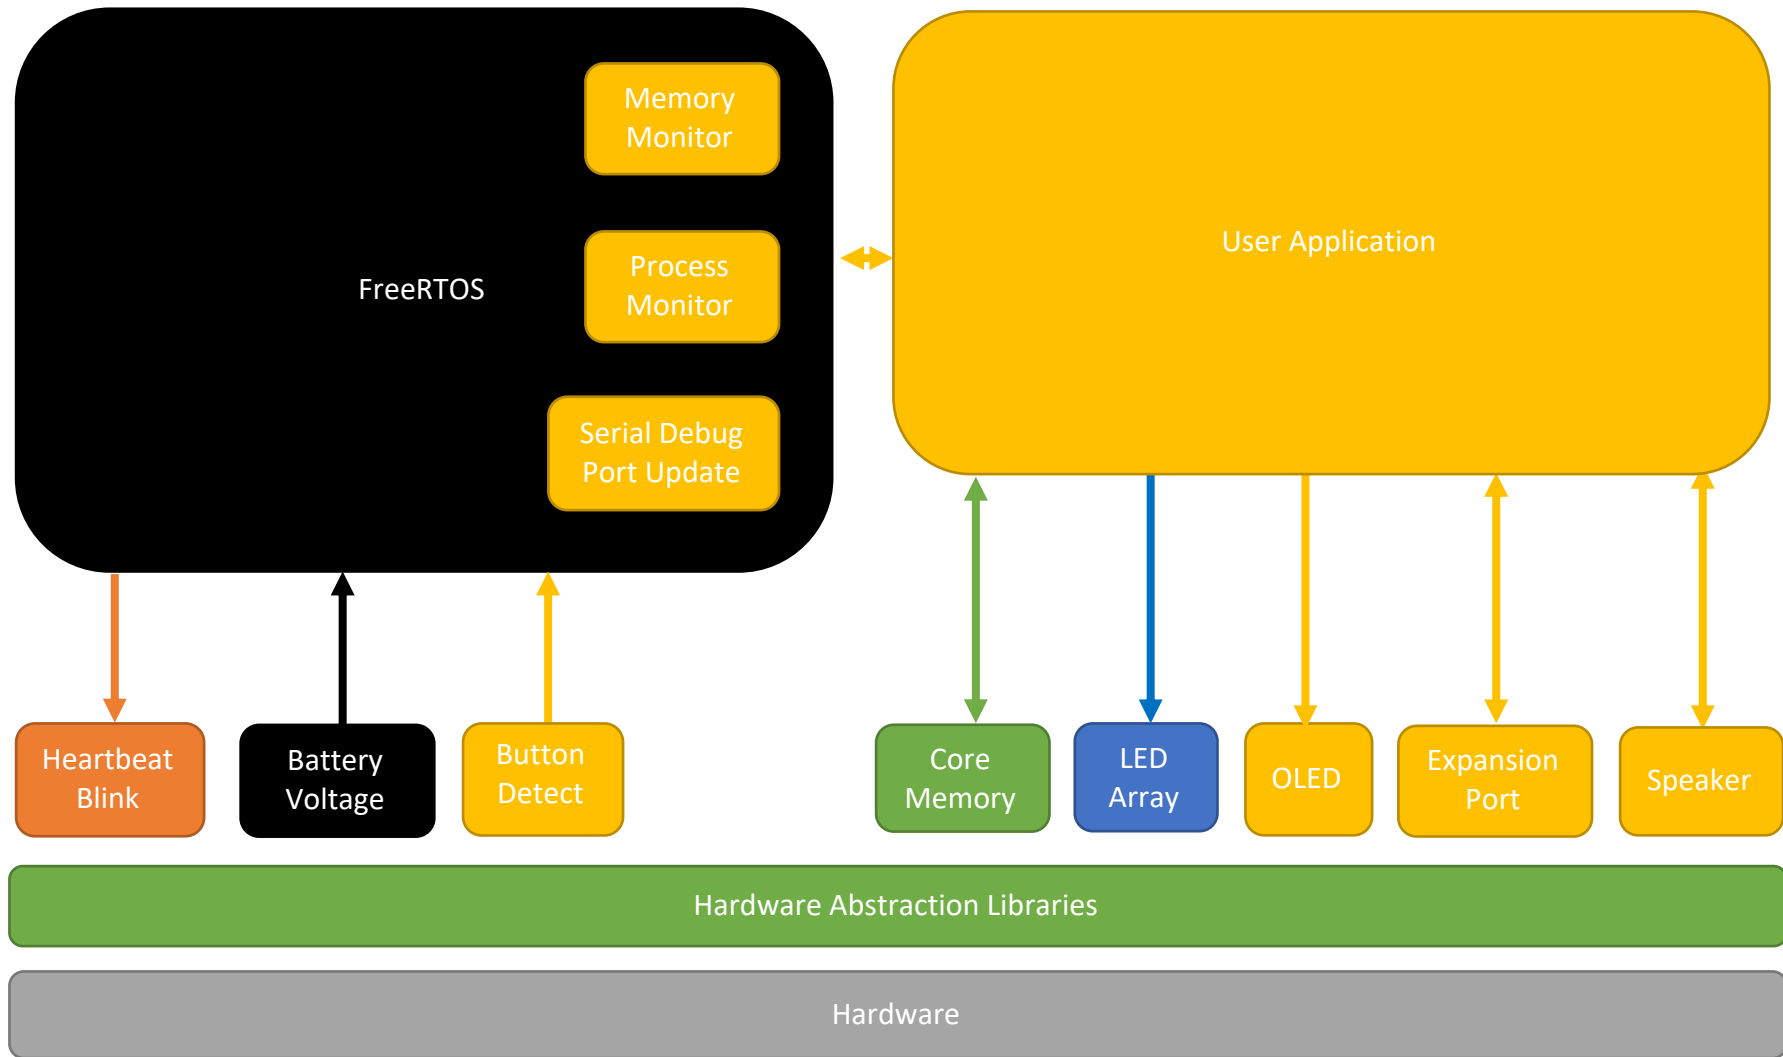 Memory
Monitor
Process
Monitor
FreeRTOS
Serial Debug
Port Update
User Application
Heartbeat
Blink
Battery
Voltage
Button
Detect
Core
Memory
LED
Array
OLED
Expansion
Port
Speaker
Hardware Abstraction Libraries
Hardware